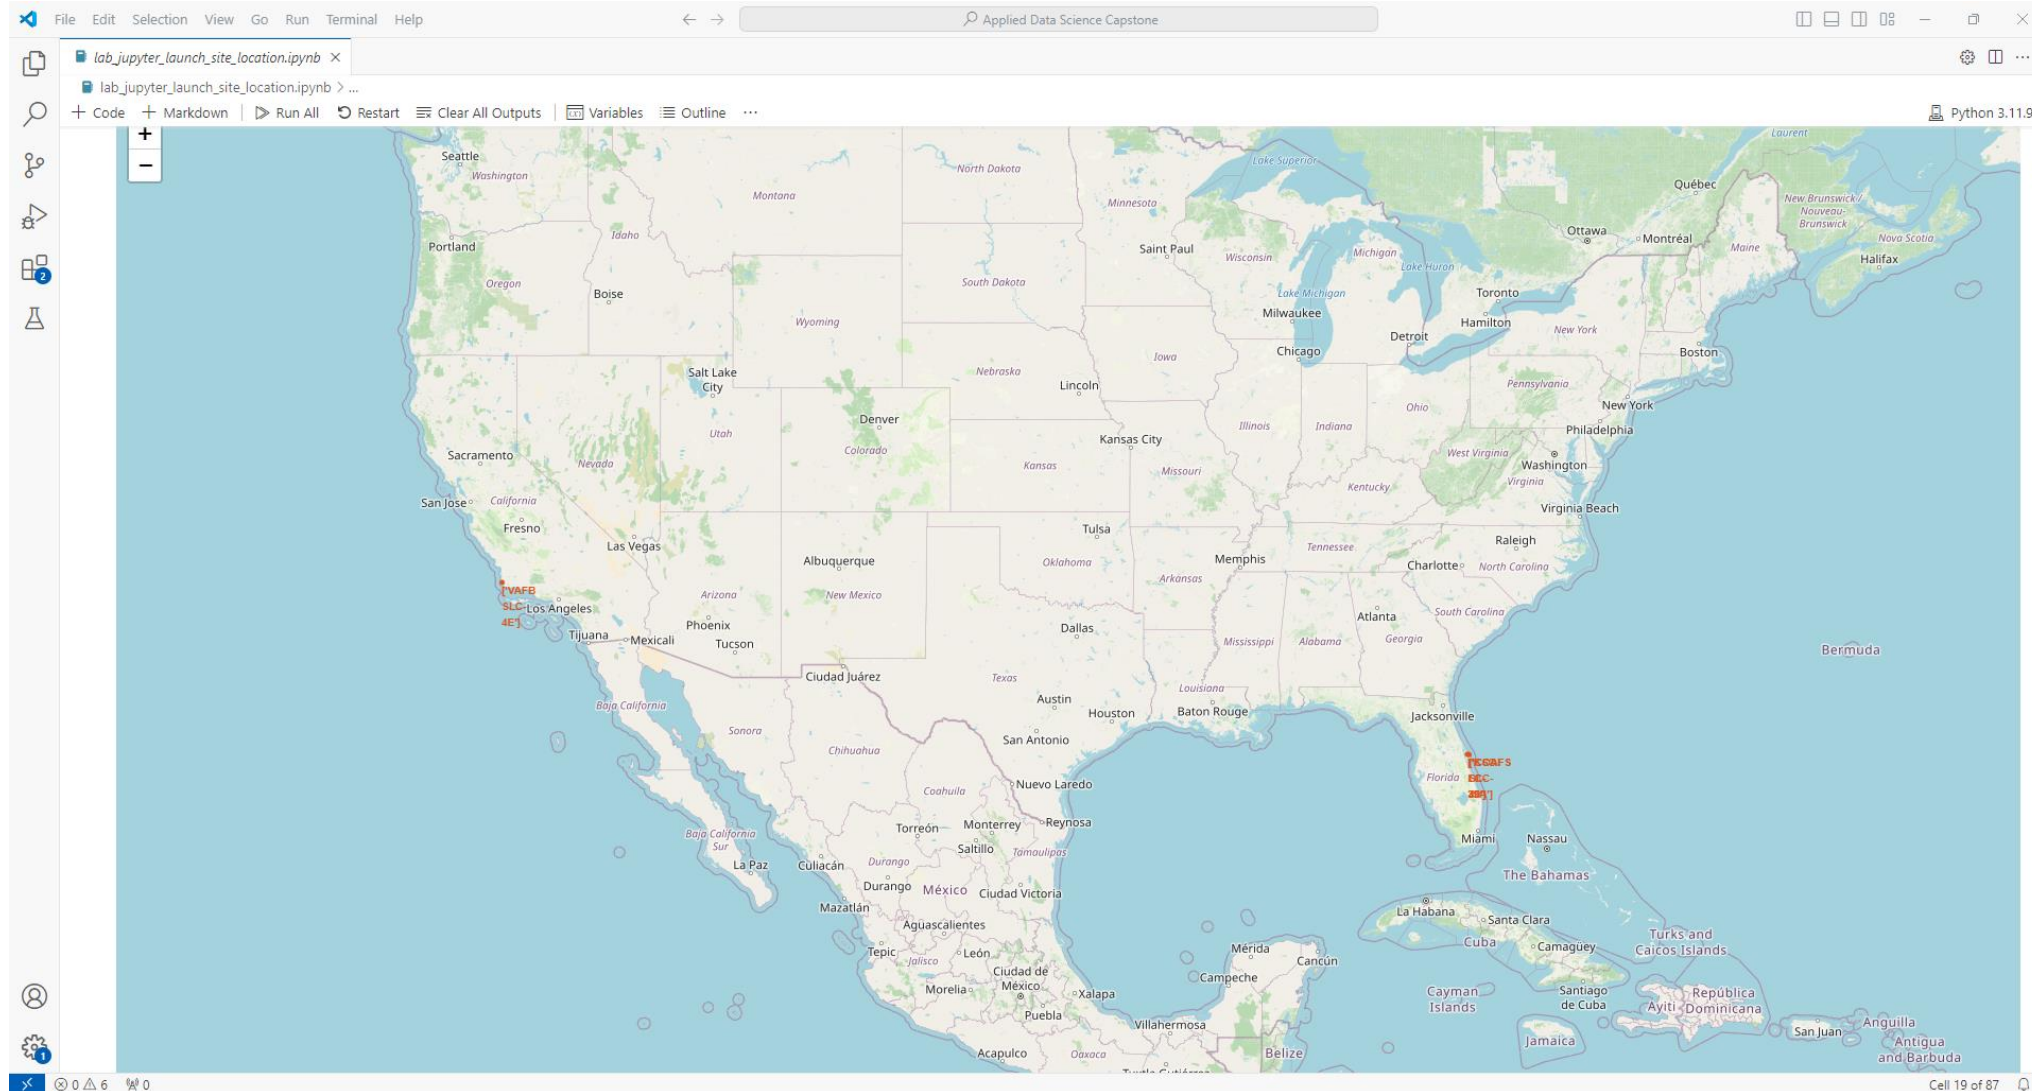 File Edit Selection View Go Run Terminal Help
Applied Data Science Capstone
lab_jupyter_launch_site_location.ipynb
lab_jupyter_launch_site_location.ipynb > ...
+ Code + Markdown Run All Restart Clear All Outputs Variables Outline ...
Python 3.11.9
+
−
Seattle
Washington
Montana
North Dakota
Minnesota
Lake Superior
Laurent
Québec
New Brunswick /
Nouveau-
Brunswick
Nova Scotia
Halifax
Portland
Idaho
Oregon
Boise
Saint Paul
Wisconsin
Michigan
Lake Huron
Ottawa
Montréal
Maine
South Dakota
Wyoming
Lake Michigan
Milwaukee
Toronto
Hamilton
New York
Detroit
Boston
Salt Lake
City
Nebraska
Iowa
Lincoln
Chicago
Pennsylvania
New York
Denver
Utah
Colorado
Ohio
Illinois
Indiana
Philadelphia
Kansas City
Sacramento
Nevada
Kansas
Missouri
West Virginia
Washington
Virginia
San Jose
California
Kentucky
Virginia Beach
Fresno
Las Vegas
Tulsa
Raleigh
Albuquerque
Oklahoma
Memphis
Tennessee
Charlotte
North Carolina
Arkansas
['VAFB
SLC-
4E']
Los Angeles
Arizona
New Mexico
Phoenix
Tucson
Tijuana
Mexicali
Dallas
Mississippi
Alabama
Atlanta
Georgia
South Carolina
Bermuda
Ciudad Juárez
Texas
Louisiana
Baja California
Austin
Houston
Baton Rouge
Jacksonville
Sonora
Chihuahua
San Antonio
Florida
Coahuila
Nuevo Laredo
Torreón
Monterrey
Reynosa
Saltillo
Tamaulipas
Miami
Nassau
Baja California
Sur
La Paz
Culiacán
Durango
The Bahamas
Durango
México
Ciudad Victoria
Mazatlán
La Habana
Santa Clara
Aguascalientes
Cuba
Camagüey
Turks and
Caicos Islands
Tepic
Jalisco
León
Mérida
Cancún
Ciudad de
México
Campeche
Morelia
Xalapa
Puebla
Cayman
Islands
Santiago
de Cuba
República
Dominicana
Ayiti
Villahermosa
Jamaica
San Juan
Anguilla
Antigua
and Barbuda
Acapulco
Oaxaca
Belize
Tuxtla Gutiérrez
2
1
0 6 0
Cell 19 of 87